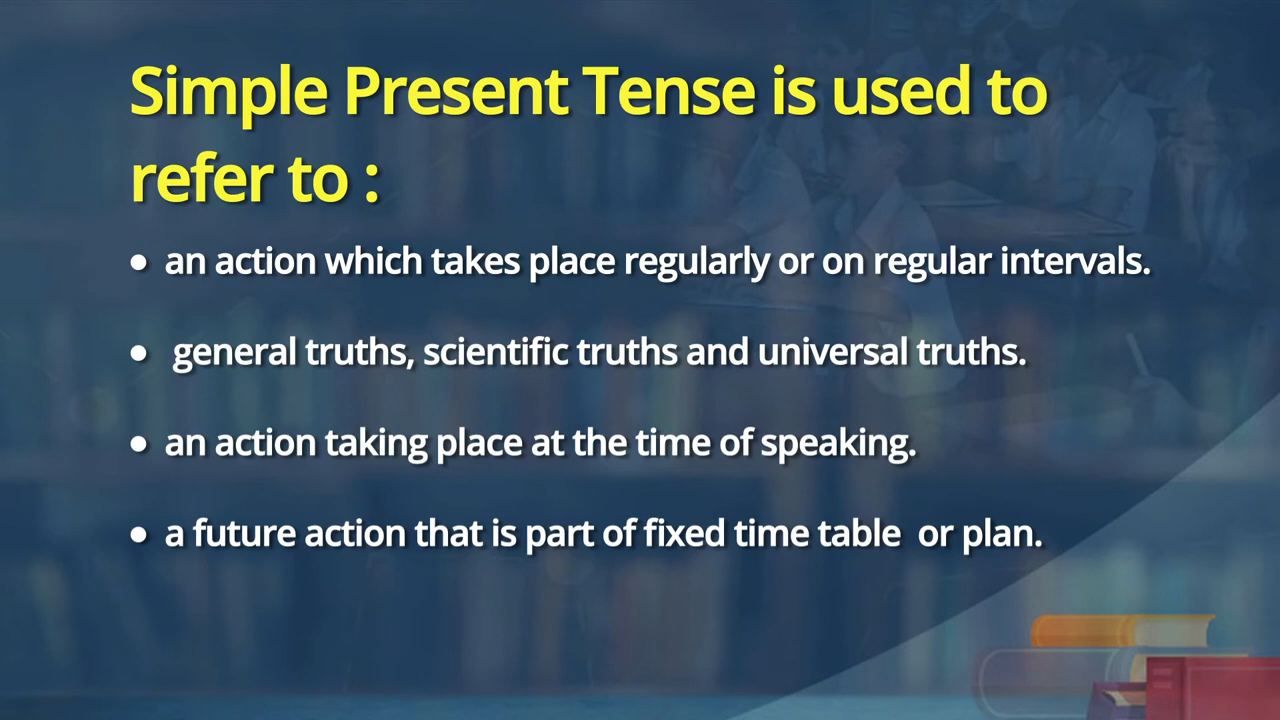 Simple Present Tense is used to
refer to :
• an action which takes place regularly or on regular intervals.
• general truths, scientific truths and universal truths.
• an action taking place at the time of speaking.
• a future action that is part of fixed time table or plan.